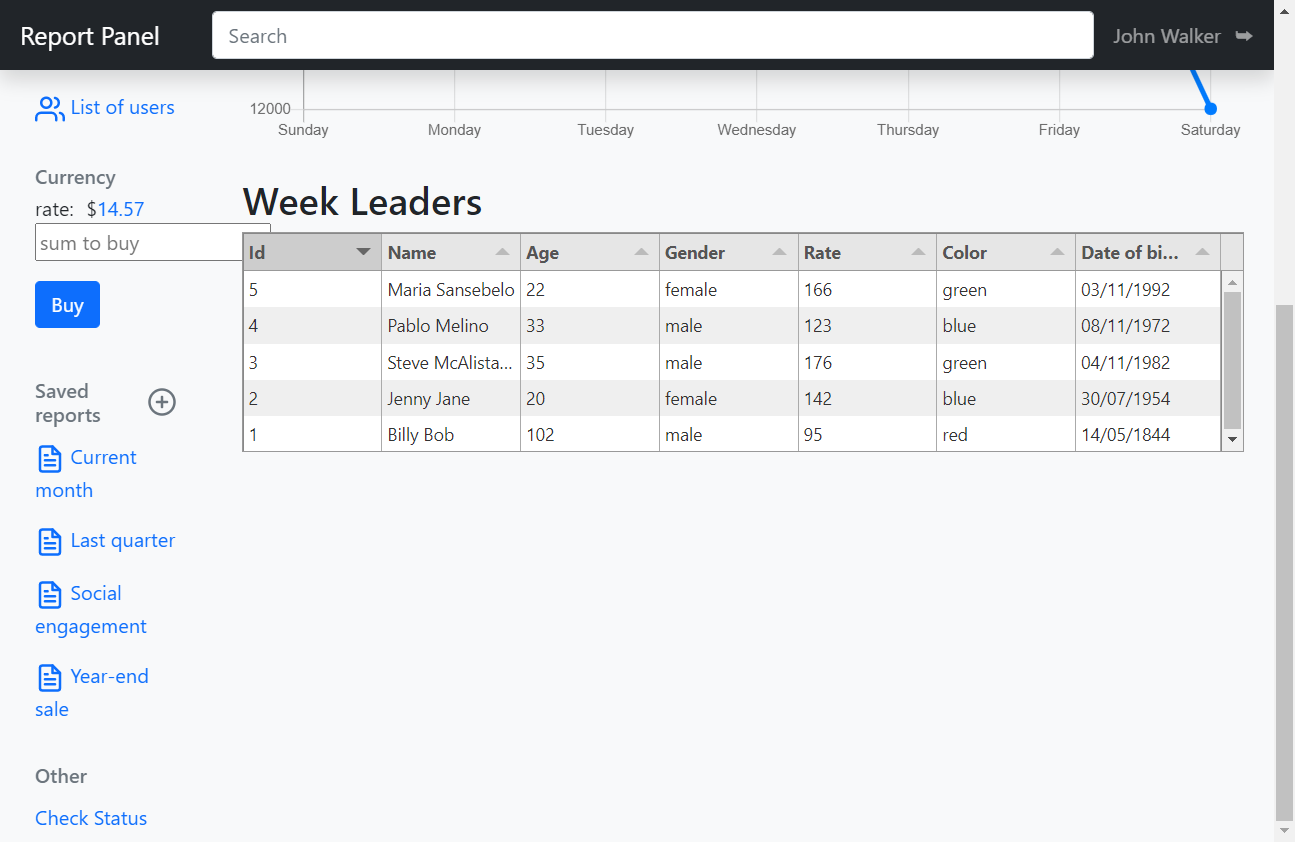 Report Panel
Search
John Walker
List of users
12000
Sunday Monday Tuesday Wednesday Thursday Friday Saturday
Currency
rate: $14.57
sum to buy
Buy
Week Leaders
Id Name Age Gender Rate Color Date of bi...
5 Maria Sansebelo 22 female 166 green 03/11/1992
4 Pablo Melino 33 male 123 blue 08/11/1972
3 Steve McAlista... 35 male 176 green 04/11/1982
2 Jenny Jane 20 female 142 blue 30/07/1954
1 Billy Bob 102 male 95 red 14/05/1844
Saved
reports
Current
month
Last quarter
Social
engagement
Year-end
sale
Other
Check Status